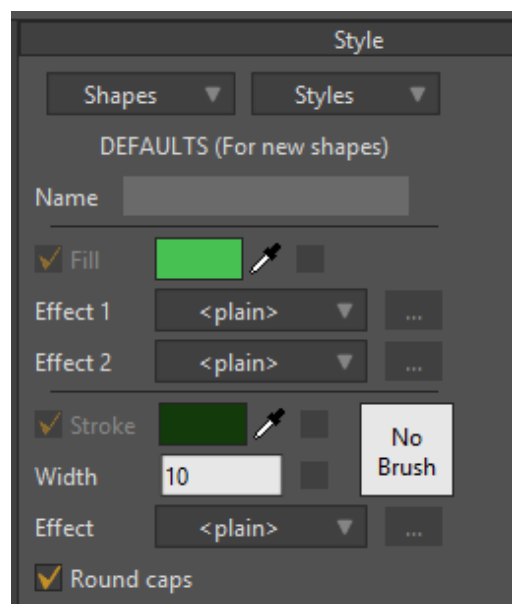 Style
Shapes Styles
DEFAULTS (For new shapes)
Name
Fill
Effect 1 <plain> ...
Effect 2 <plain> ...
Stroke
No
Brush
Width 10
Effect <plain> ...
Round caps